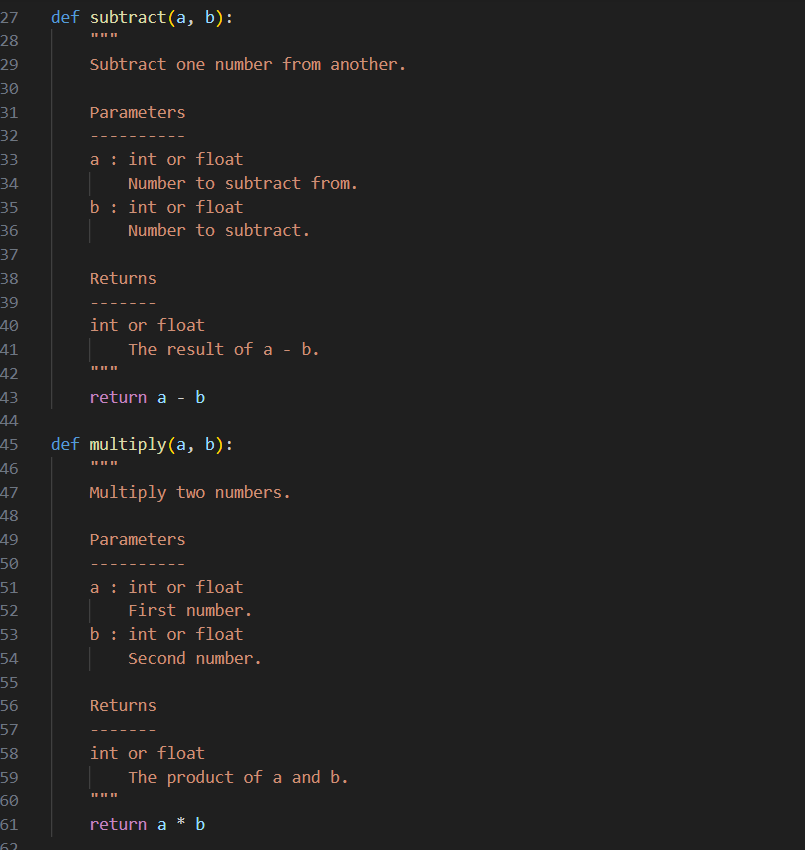 27 def subtract(a, b):
28     """
29     Subtract one number from another.
30
31     Parameters
32     ----------
33     a : int or float
34         Number to subtract from.
35     b : int or float
36         Number to subtract.
37
38     Returns
39     -------
40     int or float
41         The result of a - b.
42     """
43     return a - b
44
45 def multiply(a, b):
46     """
47     Multiply two numbers.
48
49     Parameters
50     ----------
51     a : int or float
52         First number.
53     b : int or float
54         Second number.
55
56     Returns
57     -------
58     int or float
59         The product of a and b.
60     """
61     return a * b
62